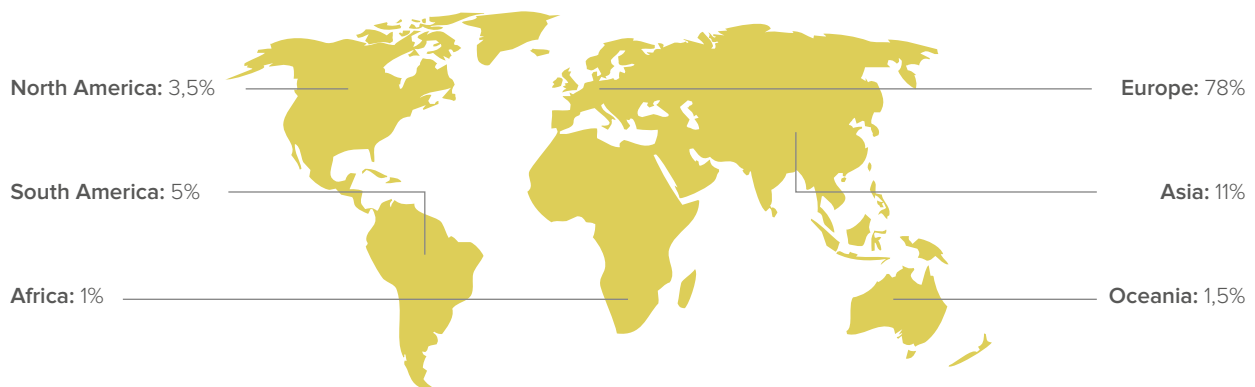 North America: 3,5%
Europe: 78%
South America: 5%
Asia: 11%
Africa: 1%
Oceania: 1,5%